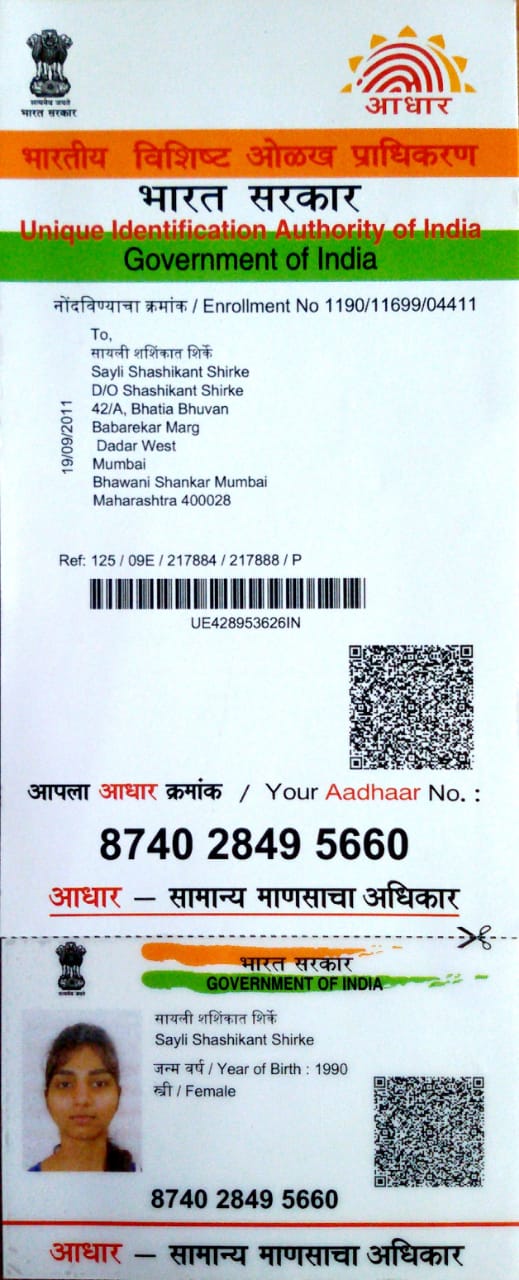 सत्यमेव जयते
भारत सरकार
आधार
भारतीय विशिष्ट ओळख प्राधिकरण
भारत सरकार
Unique Identification Authority of India
Government of India
नोंदविण्याचा क्रमांक / Enrollment No 1190/11699/04411
To,
सायली शशिंकात शिर्के
Sayli Shashikant Shirke
D/O Shashikant Shirke
42/A, Bhatia Bhuvan
Babarekar Marg
Dadar West
Mumbai
Bhawani Shankar Mumbai
Maharashtra 400028
19/09/2011
Ref: 125 / 09E / 217884 / 217888 / P
UE428953626IN
आपला आधार क्रमांक / Your Aadhaar No. :
8740 2849 5660
आधार — सामान्य माणसाचा अधिकार
भारत सरकार
GOVERNMENT OF INDIA
सायली शशिंकात शिर्के
Sayli Shashikant Shirke
जन्म वर्ष / Year of Birth : 1990
स्त्री / Female
8740 2849 5660
आधार — सामान्य माणसाचा अधिकार